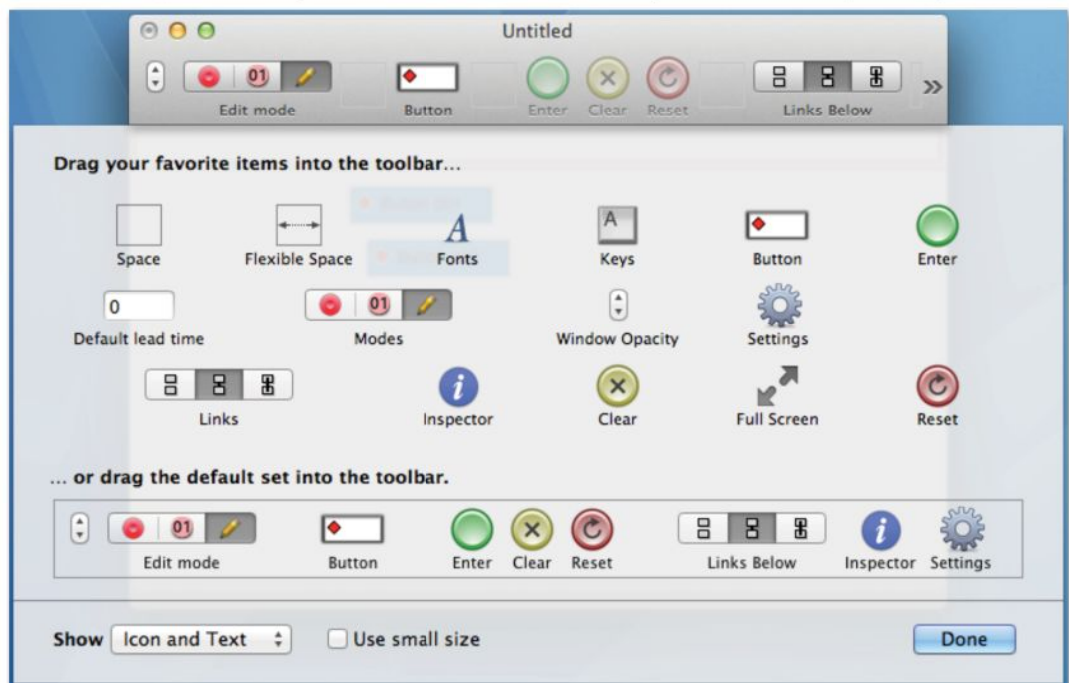 Untitled
01
Edit mode Button Enter Clear Reset Links Below
Drag your favorite items into the toolbar...
A A
Space Flexible Space Fonts Keys Button Enter
0 01
Default lead time Modes Window Opacity Settings
i
Links Inspector Clear Full Screen Reset
... or drag the default set into the toolbar.
01 i
Edit mode Button Enter Clear Reset Links Below Inspector Settings
Show Icon and Text Use small size Done